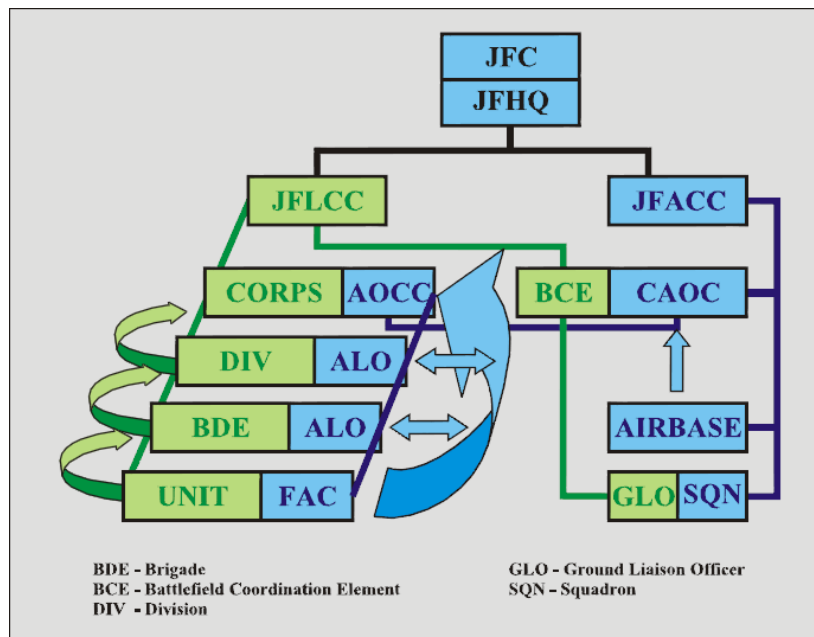 JFC
JFHQ
JFLCC
JFACC
CORPS AOCC
BCE CAOC
DIV ALO
BDE ALO
AIRBASE
UNIT FAC
GLO SQN
BDE - Brigade
BCE - Battlefield Coordination Element
DIV - Division
GLO - Ground Liaison Officer
SQN - Squadron